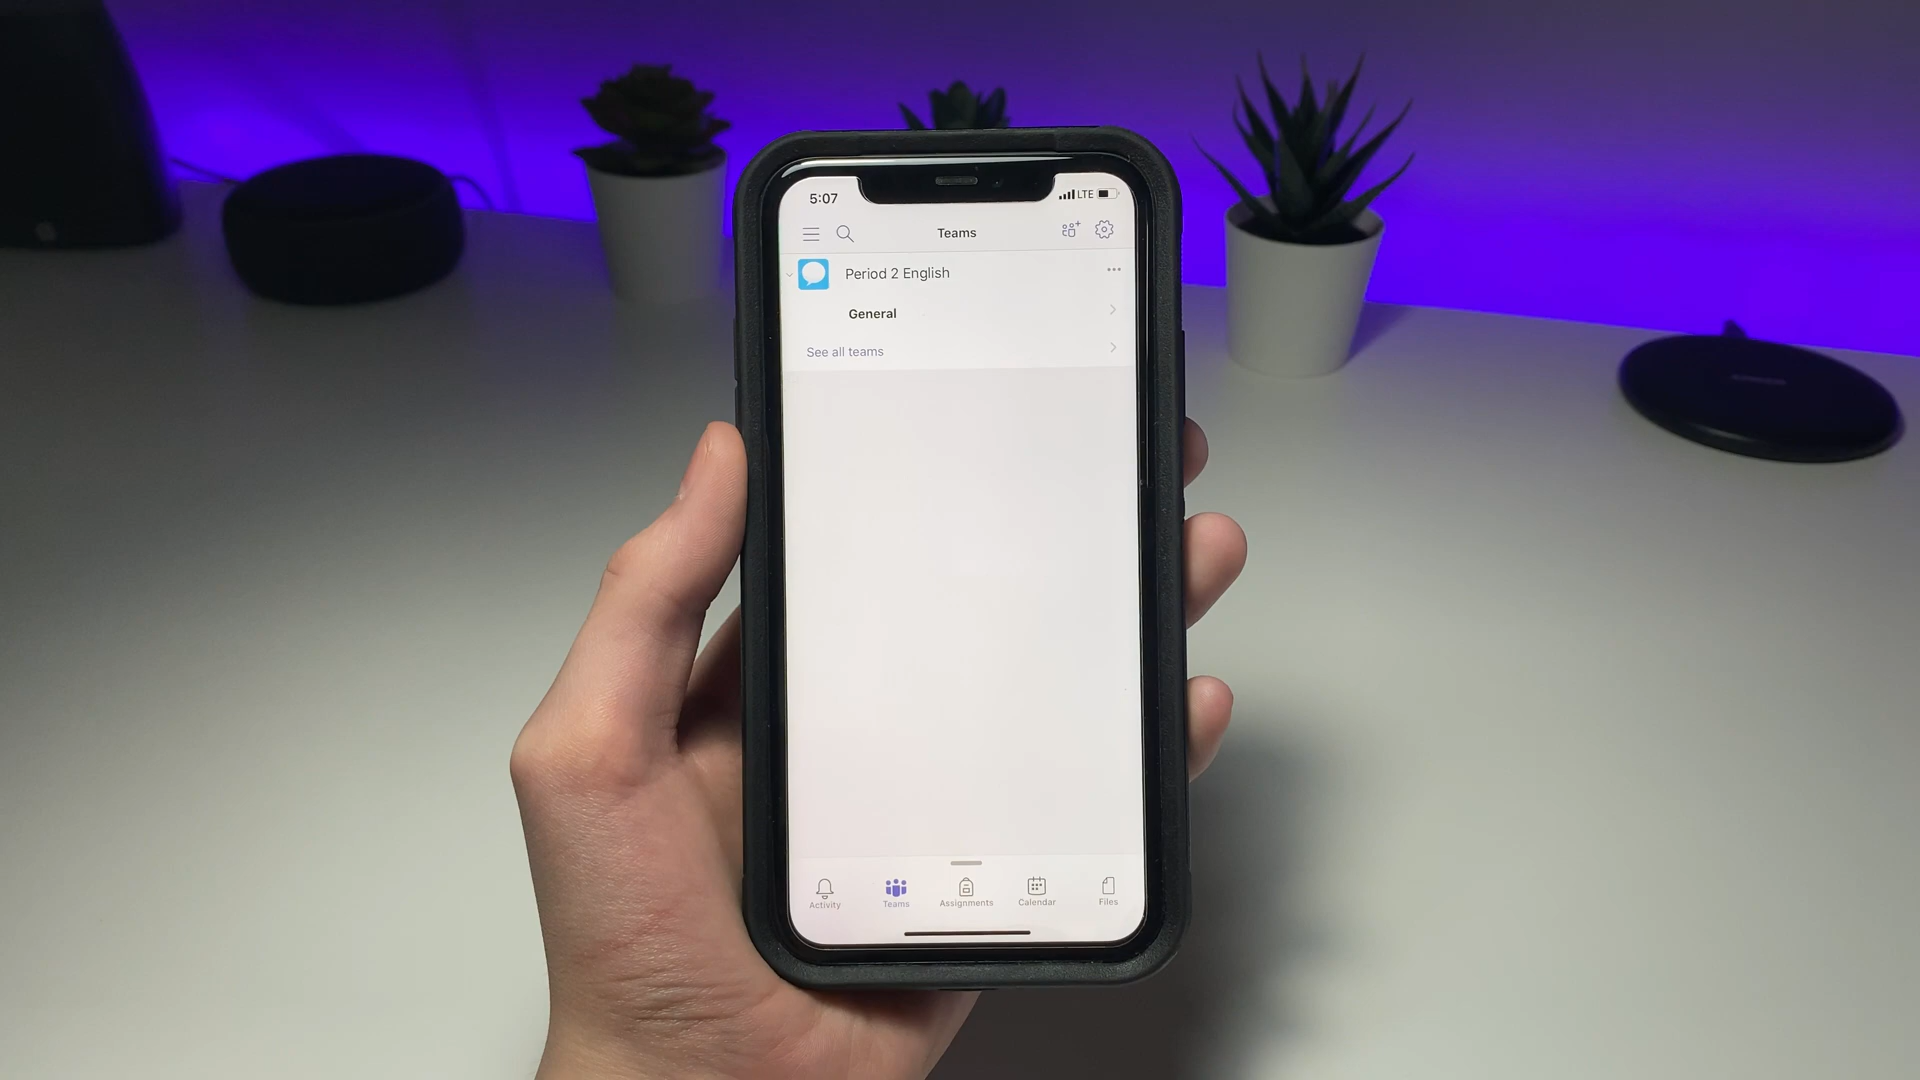 5:07
LTE
Teams
Period 2 English
General
See all teams
Activity
Teams
Assignments
Calendar
Files